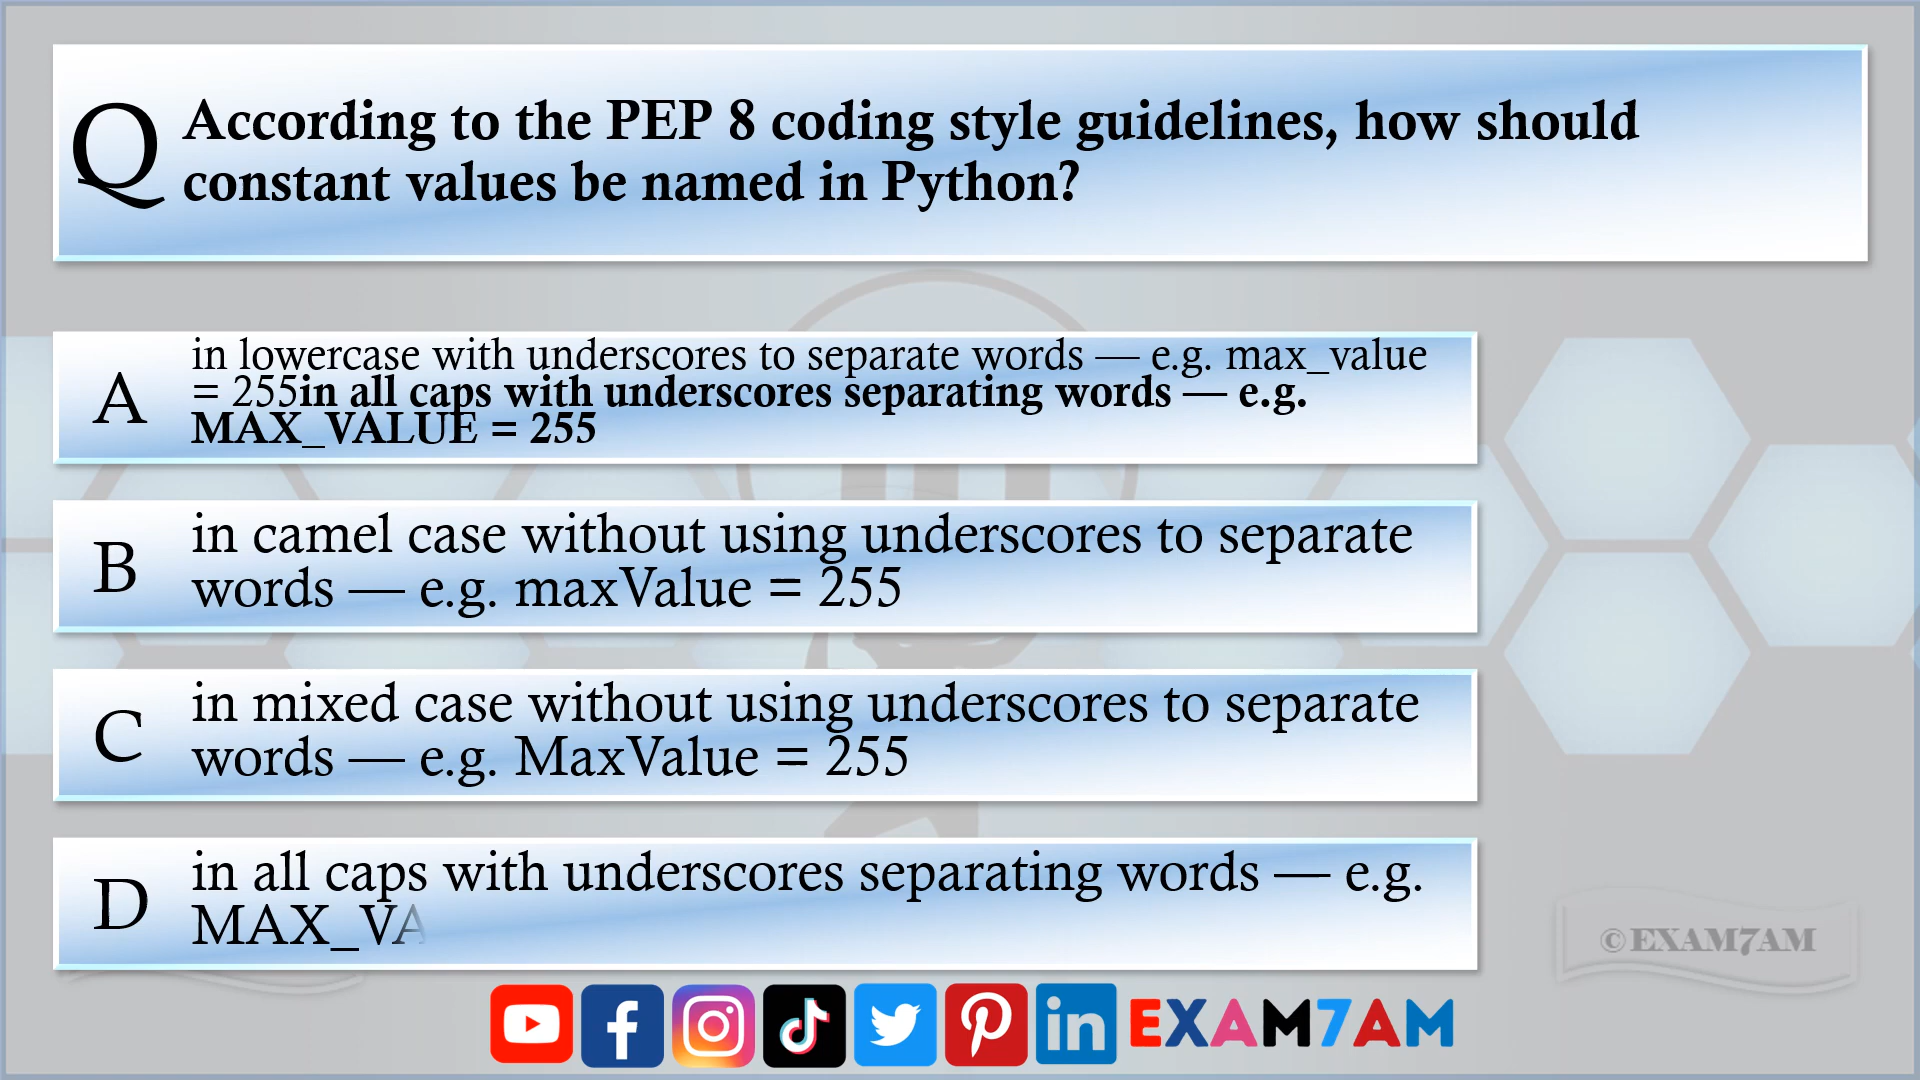 Q
According to the PEP 8 coding style guidelines, how should
constant values be named in Python?
A
in lowercase with underscores to separate words — e.g. max_value
= 255in all caps with underscores separating words — e.g.
MAX_VALUE = 255
B
in camel case without using underscores to separate
words — e.g. maxValue = 255
C
in mixed case without using underscores to separate
words — e.g. MaxValue = 255
D
in all caps with underscores separating words — e.g.
MAX_VA
© EXAM7AM
EXAM7AM